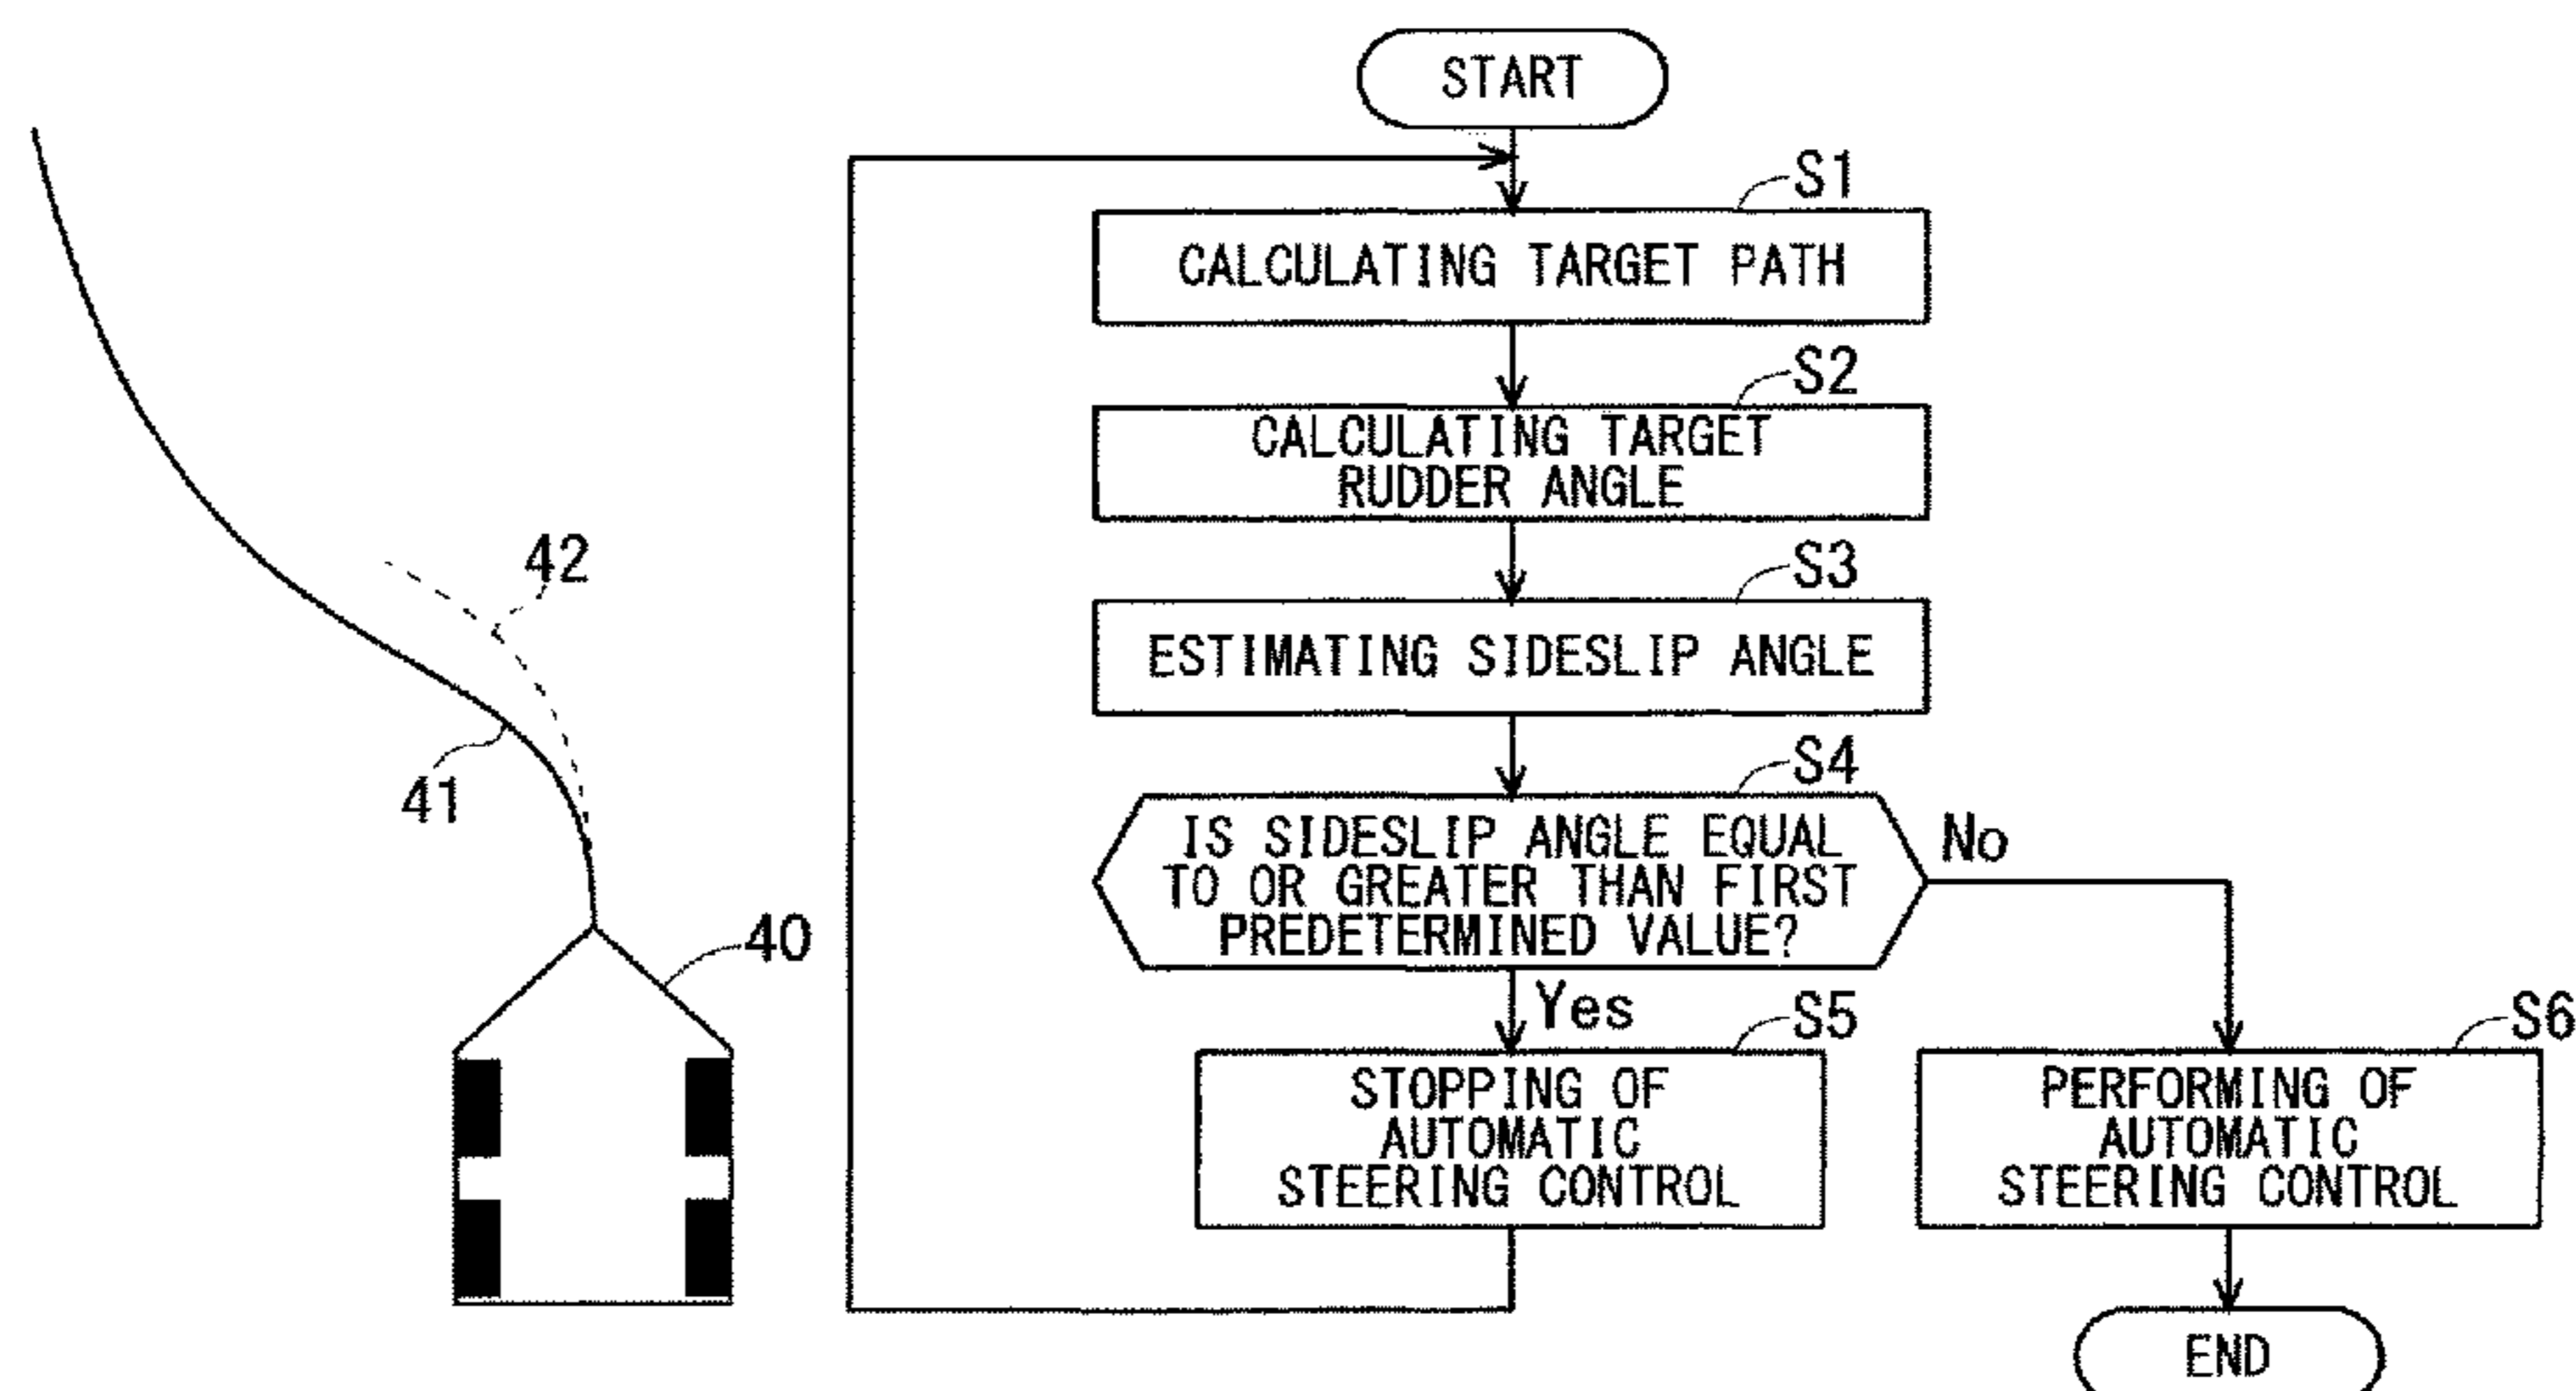 START
S1
CALCULATING TARGET PATH
S2
CALCULATING TARGET
RUDDER ANGLE
S3
ESTIMATING SIDESLIP ANGLE
S4
IS SIDESLIP ANGLE EQUAL
TO OR GREATER THAN FIRST
PREDETERMINED VALUE?
No
Yes
S5
STOPPING OF
AUTOMATIC
STEERING CONTROL
S6
PERFORMING OF
AUTOMATIC
STEERING CONTROL
END
42
41
40